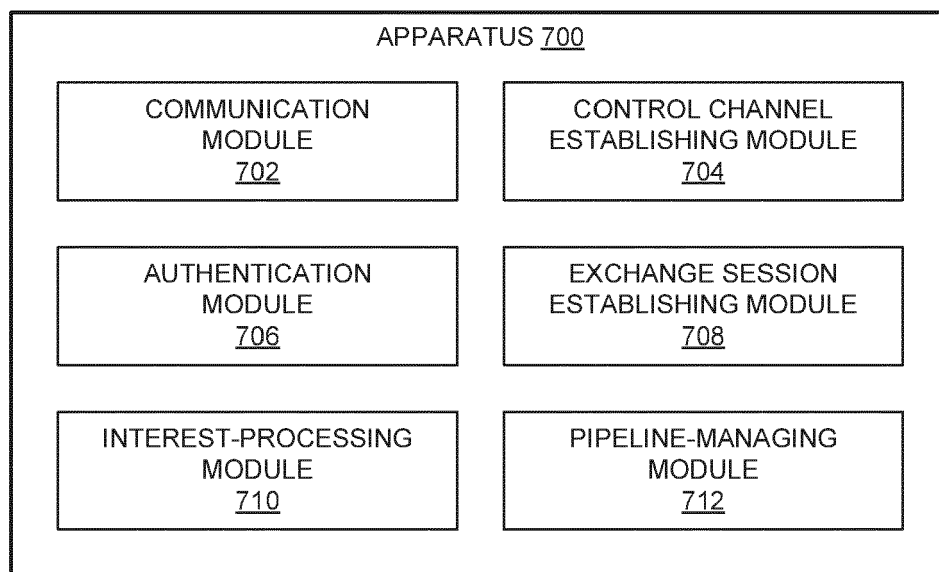 APPARATUS 700
COMMUNICATION
MODULE
702
CONTROL CHANNEL
ESTABLISHING MODULE
704
AUTHENTICATION
MODULE
706
EXCHANGE SESSION
ESTABLISHING MODULE
708
INTEREST-PROCESSING
MODULE
710
PIPELINE-MANAGING
MODULE
712